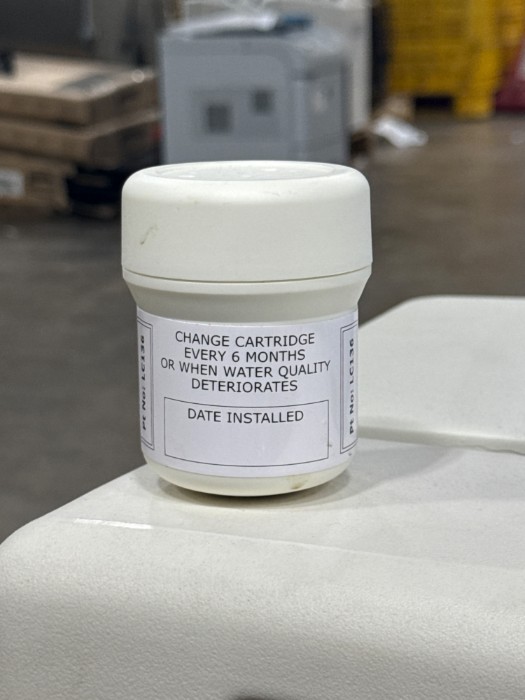 CHANGE CARTRIDGE
EVERY 6 MONTHS
OR WHEN WATER QUALITY
DETERIORATES
DATE INSTALLED
Pt No: LC136
Pt No: LC136